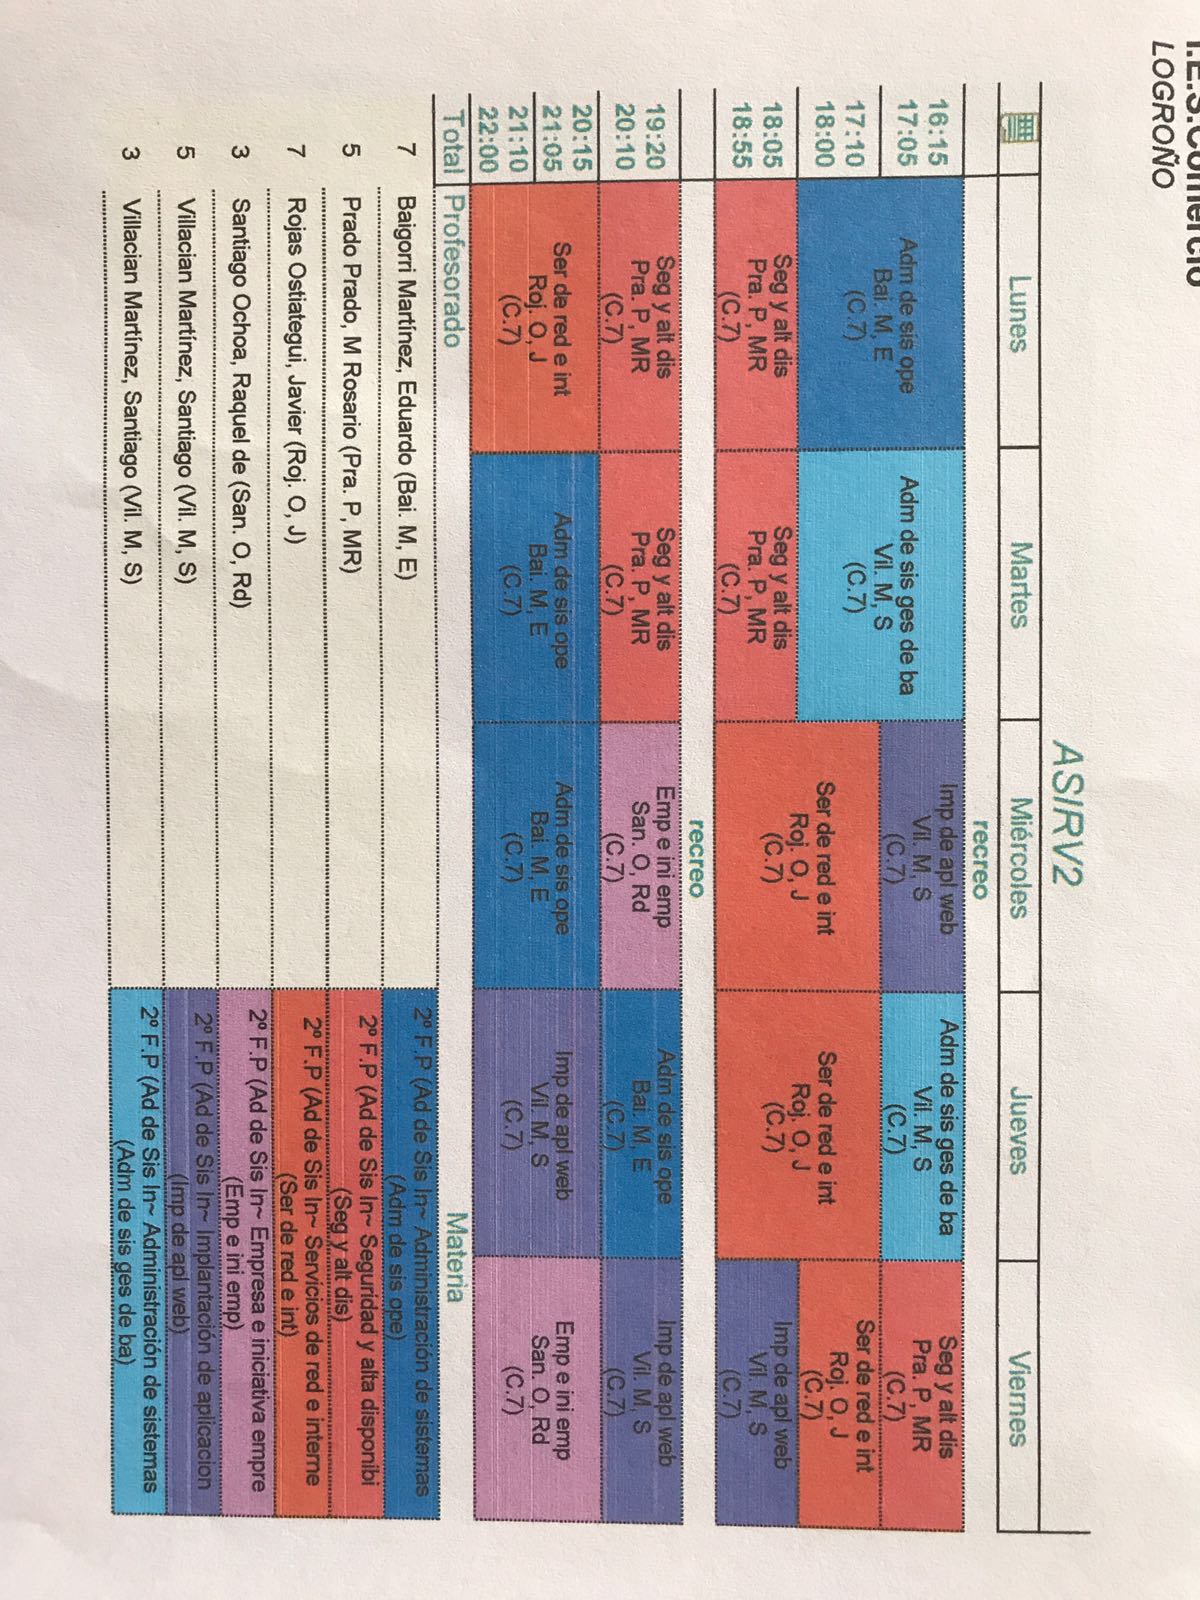 I.E.S.Comercio
LOGROÑO
ASIRV2
Lunes Martes Miércoles Jueves Viernes
recreo
16:15
17:05
17:10
18:00
18:05
18:55
Adm de sis ope
Bai. M, E
(C.7)
Seg y alt dis
Pra. P, MR
(C.7)
Adm de sis ges de ba
Vil. M, S
(C.7)
Seg y alt dis
Pra. P, MR
(C.7)
Imp de apl web
Vil. M, S
(C.7)
Ser de red e int
Roj. O, J
(C.7)
Adm de sis ges de ba
Vil. M, S
(C.7)
Ser de red e int
Roj. O, J
(C.7)
Seg y alt dis
Pra. P, MR
(C.7)
Ser de red e int
Roj. O, J
(C.7)
Imp de apl web
Vil. M, S
(C.7)
recreo
19:20
20:10
20:15
21:05
21:10
22:00
Seg y alt dis
Pra. P, MR
(C.7)
Ser de red e int
Roj. O, J
(C.7)
Seg y alt dis
Pra. P, MR
(C.7)
Adm de sis ope
Bai. M, E
(C.7)
Emp e ini emp
San. O, Rd
(C.7)
Adm de sis ope
Bai. M, E
(C.7)
Adm de sis ope
Bai. M, E
(C.7)
Imp de apl web
Vil. M, S
(C.7)
Imp de apl web
Vil. M, S
(C.7)
Emp e ini emp
San. O, Rd
(C.7)
Total Profesorado Materia
7 Baigorri Martínez, Eduardo (Bai. M, E)
2º F.P (Ad de Sis In~ Administración de sistemas
(Adm de sis ope)
5 Prado Prado, M Rosario (Pra. P, MR)
2º F.P (Ad de Sis In~ Seguridad y alta disponibi
(Seg y alt dis)
7 Rojas Ostiategui, Javier (Roj. O, J)
2º F.P (Ad de Sis In~ Servicios de red e interne
(Ser de red e int)
3 Santiago Ochoa, Raquel de (San. O, Rd)
2º F.P (Ad de Sis In~ Empresa e iniciativa empre
(Emp e ini emp)
5 Villacian Martínez, Santiago (Vil. M, S)
2º F.P (Ad de Sis In~ Implantación de aplicacion
(Imp de apl web)
3 Villacian Martínez, Santiago (Vil. M, S)
2º F.P (Ad de Sis In~ Administración de sistemas
(Adm de sis ges de ba)